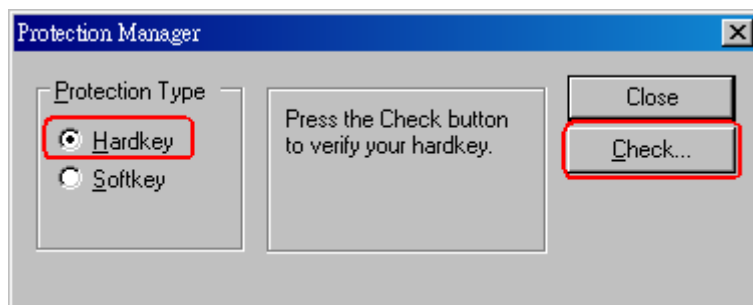 Protection Manager
Protection Type
Hardkey
Softkey
Press the Check button
to verify your hardkey.
Close
Check...